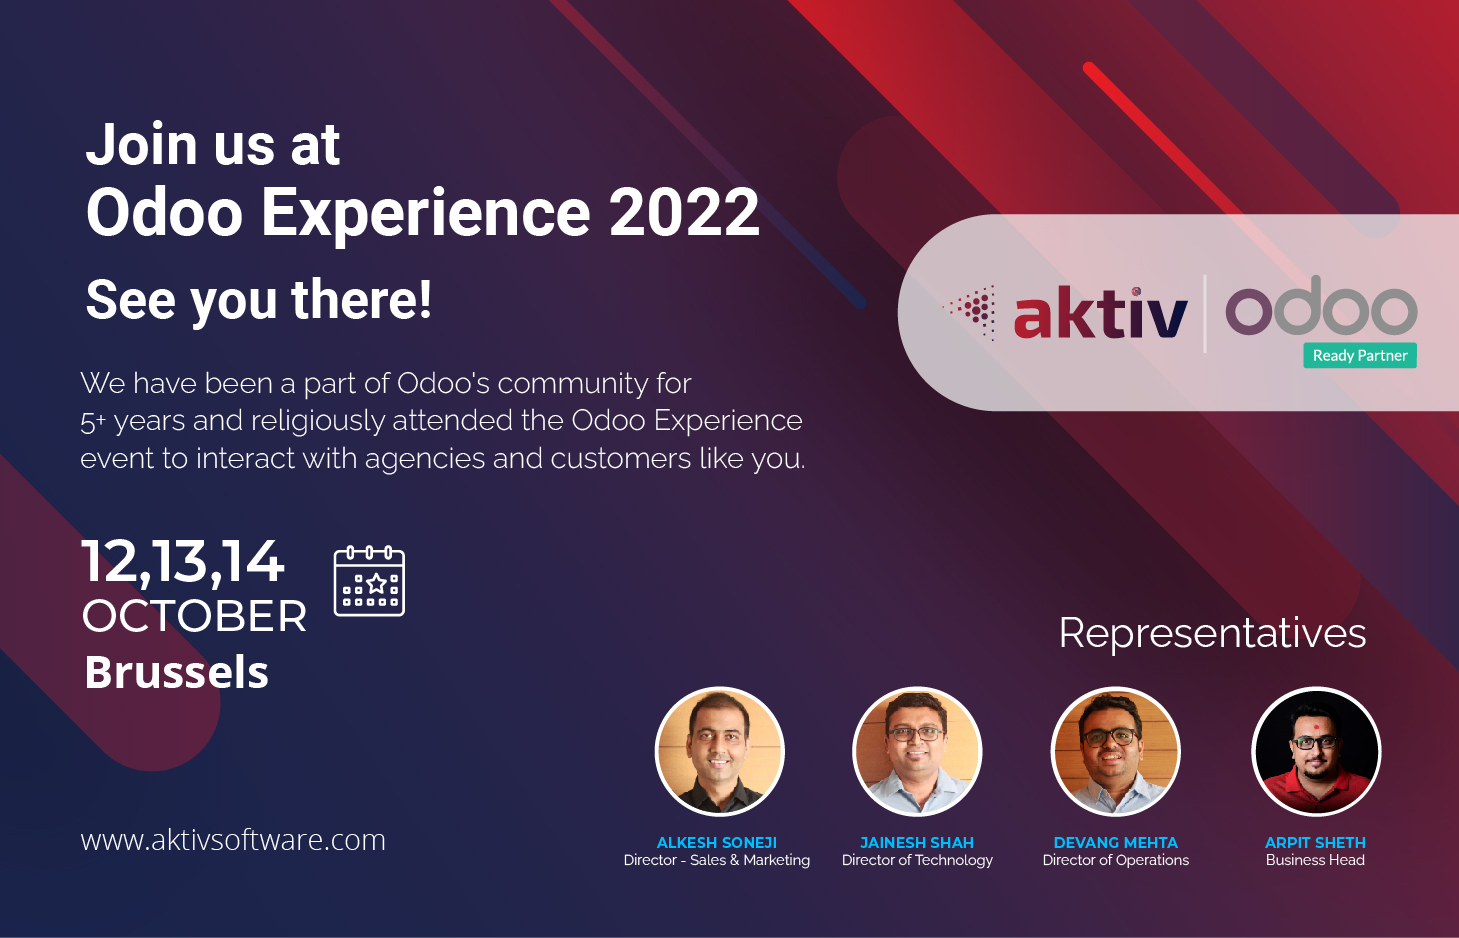 Join us at
Odoo Experience 2022
See you there!
We have been a part of Odoo's community for
5+ years and religiously attended the Odoo Experience
event to interact with agencies and customers like you.
aktiv
odoo
Ready Partner
12,13,14
OCTOBER
Brussels
www.aktivsoftware.com
Representatives
ALKESH SONEJI
Director - Sales & Marketing
JAINESH SHAH
Director of Technology
DEVANG MEHTA
Director of Operations
ARPIT SHETH
Business Head